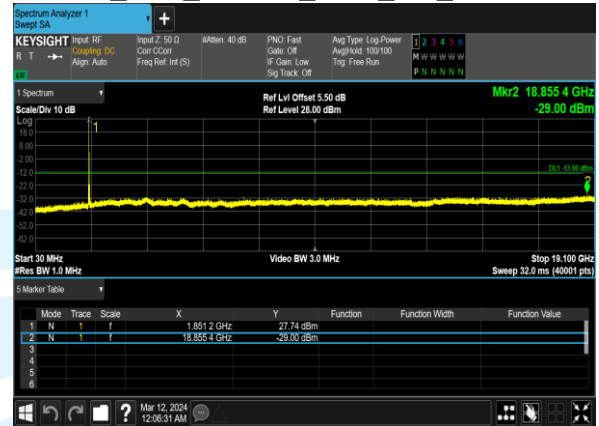 Spectrum Analyzer 1
Swept SA
+
KEYSIGHT Input: RF Input Z: 50 Ω #Atten: 40 dB PNO: Fast Avg Type: Log-Power 1 2 3 4 5 6
R T Coupling: DC Corr CCorr Gate: Off Avg|Hold: 100/100 M W W W W W
Align: Auto Freq Ref: Int (S) IF Gain: Low Trig: Free Run
Sig Track: Off P N N N N N
LXI
1 Spectrum Ref Lvl Offset 5.50 dB Mkr2 18.855 4 GHz
Scale/Div 10 dB Ref Level 28.00 dBm -29.00 dBm
Log
1
18.0
8.00
-2.00
-12.0 DL1 -13.00 dBm
-22.0 2
-32.0
-42.0
-52.0
-62.0
Start 30 MHz Video BW 3.0 MHz Stop 19.100 GHz
#Res BW 1.0 MHz Sweep 32.0 ms (40001 pts)
5 Marker Table
Mode Trace Scale X Y Function Function Width Function Value
1 N 1 f 1.851 2 GHz 27.74 dBm
2 N 1 f 18.855 4 GHz -29.00 dBm
3
4
5
6
? Mar 12, 2024
12:06:31 AM